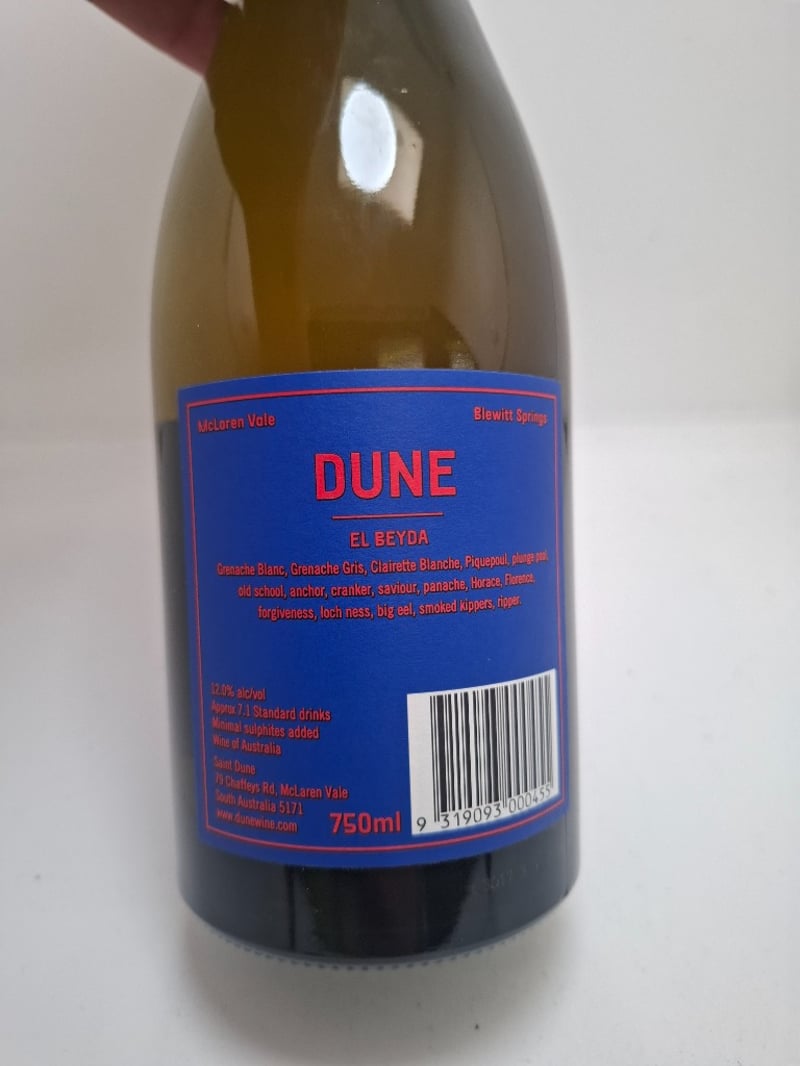 McLaren Vale
Blewitt Springs
DUNE
EL BEYDA
Grenache Blanc, Grenache Gris, Clairette Blanche, Piquepoul, plunge pool,
old school, anchor, cranker, saviour, panache, Horace, Florence,
forgiveness, loch ness, big eel, smoked kippers, ripper.
12.0% alc/vol
Approx 7.1 Standard drinks
Minimal sulphites added
Wine of Australia
Saint Dune
79 Chaffeys Rd, McLaren Vale
South Australia 5171
www.dunewine.com
750ml
9 319093 000455